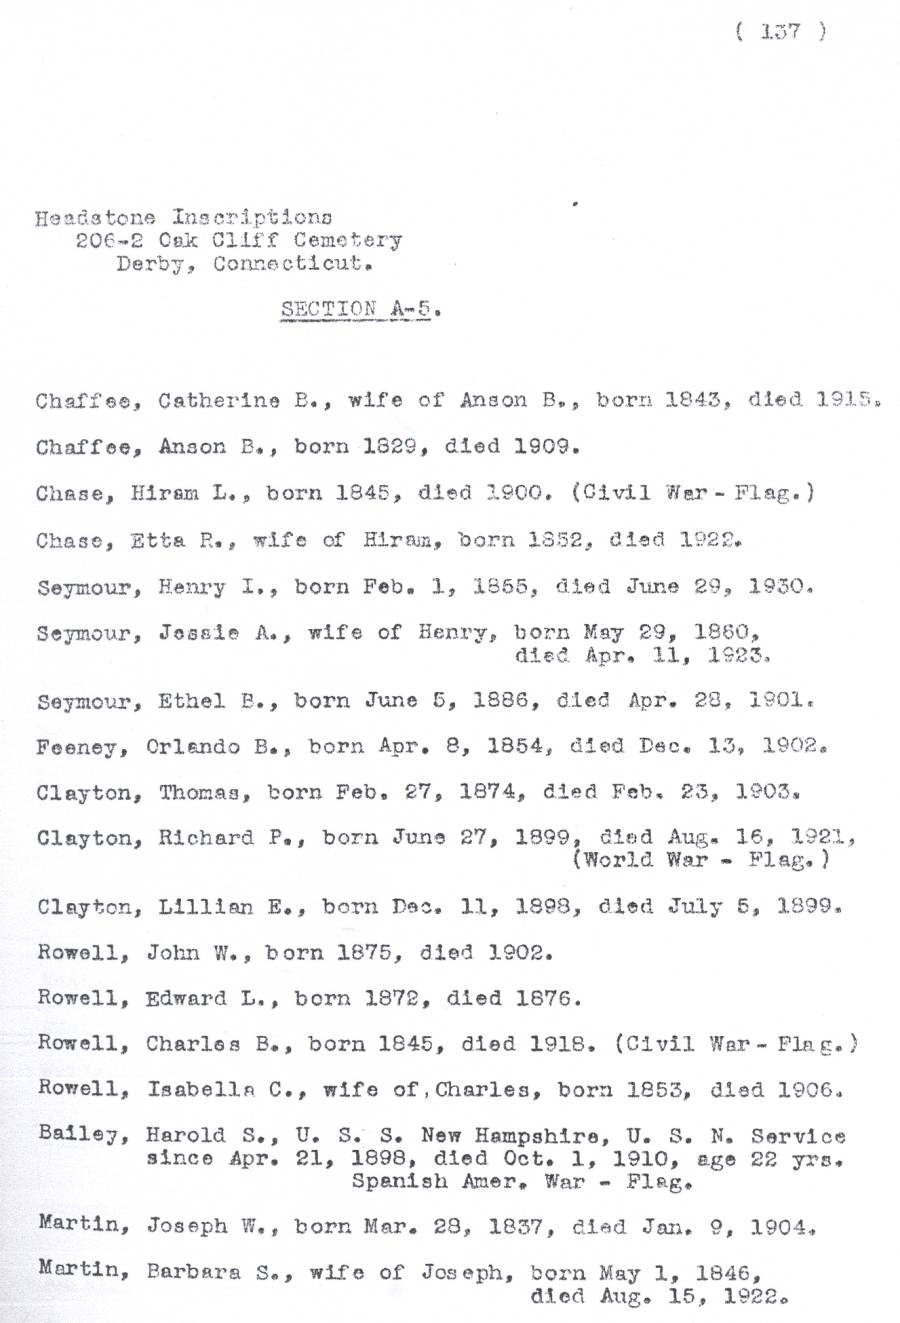 ( 137 )
Headstone Inscriptions
206-2 Oak Cliff Cemetery
Derby, Connecticut.
SECTION A-5.
Chaffee, Catherine B., wife of Anson B., born 1843, died 1915.
Chaffee, Anson B., born 1829, died 1909.
Chase, Hiram L., born 1845, died 1900. (Civil War - Flag.)
Chase, Etta R., wife of Hiram, born 1852, died 1922.
Seymour, Henry I., born Feb. 1, 1855, died June 29, 1930.
Seymour, Jessie A., wife of Henry, born May 29, 1860,
died Apr. 11, 1923.
Seymour, Ethel B., born June 5, 1886, died Apr. 28, 1901.
Feeney, Orlando B., born Apr. 8, 1854, died Dec. 13, 1902.
Clayton, Thomas, born Feb. 27, 1874, died Feb. 23, 1903.
Clayton, Richard P., born June 27, 1899, died Aug. 16, 1921,
(World War - Flag.)
Clayton, Lillian E., born Dec. 11, 1898, died July 5, 1899.
Rowell, John W., born 1875, died 1902.
Rowell, Edward L., born 1872, died 1876.
Rowell, Charles B., born 1845, died 1918. (Civil War - Flag.)
Rowell, Isabella C., wife of, Charles, born 1853, died 1906.
Bailey, Harold S., U. S. S. New Hampshire, U. S. N. Service
since Apr. 21, 1898, died Oct. 1, 1910, age 22 yrs.
Spanish Amer. War - Flag.
Martin, Joseph W., born Mar. 28, 1837, died Jan. 9, 1904.
Martin, Barbara S., wife of Joseph, born May 1, 1846,
died Aug. 15, 1922.